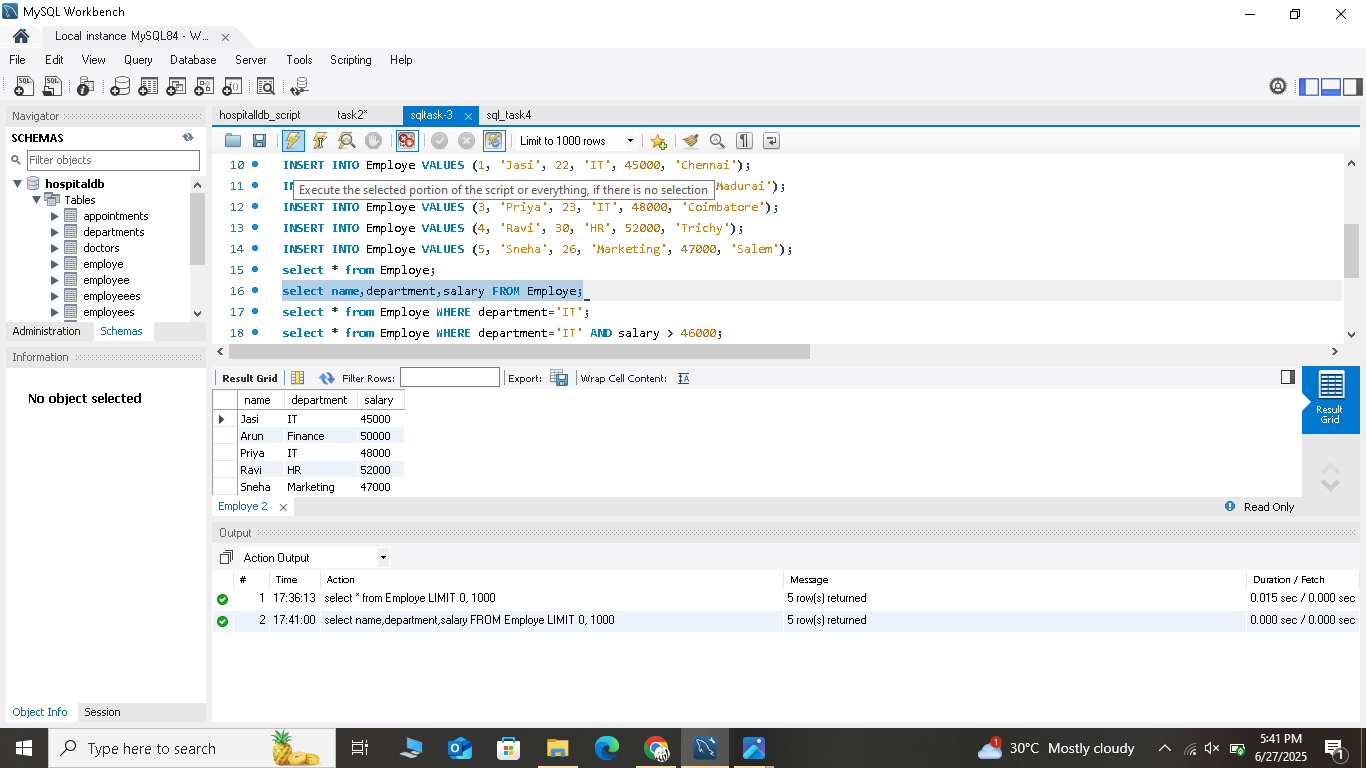 MySQL Workbench
Local instance MySQL84 - W...
File Edit View Query Database Server Tools Scripting Help
Navigator
SCHEMAS
Filter objects
hospitaldb
Tables
appointments
departments
doctors
employe
employee
employeees
employees
Administration Schemas
Information
No object selected
Object Info Session
hospitalldb_script task2* sqltask-3 sql_task4
Limit to 1000 rows
10 INSERT INTO Employe VALUES (1, 'Jasi', 22, 'IT', 45000, 'Chennai');
11 IN Madurai');
Execute the selected portion of the script or everything, if there is no selection
12 INSERT INTO Employe VALUES (3, 'Priya', 23, 'IT', 48000, 'Coimbatore');
13 INSERT INTO Employe VALUES (4, 'Ravi', 30, 'HR', 52000, 'Trichy');
14 INSERT INTO Employe VALUES (5, 'Sneha', 26, 'Marketing', 47000, 'Salem');
15 select * from Employe;
16 select name,department,salary FROM Employe;
17 select * from Employe WHERE department='IT';
18 select * from Employe WHERE department='IT' AND salary > 46000;
Result Grid Filter Rows: Export: Wrap Cell Content:
name department salary
Jasi IT 45000
Arun Finance 50000
Priya IT 48000
Ravi HR 52000
Sneha Marketing 47000
Result
Grid
Employe 2 Read Only
Output
Action Output
# Time Action Message Duration / Fetch
1 17:36:13 select * from Employe LIMIT 0, 1000 5 row(s) returned 0.015 sec / 0.000 sec
2 17:41:00 select name,department,salary FROM Employe LIMIT 0, 1000 5 row(s) returned 0.000 sec / 0.000 sec
Type here to search
1
30°C Mostly cloudy
5:41 PM
6/27/2025
1